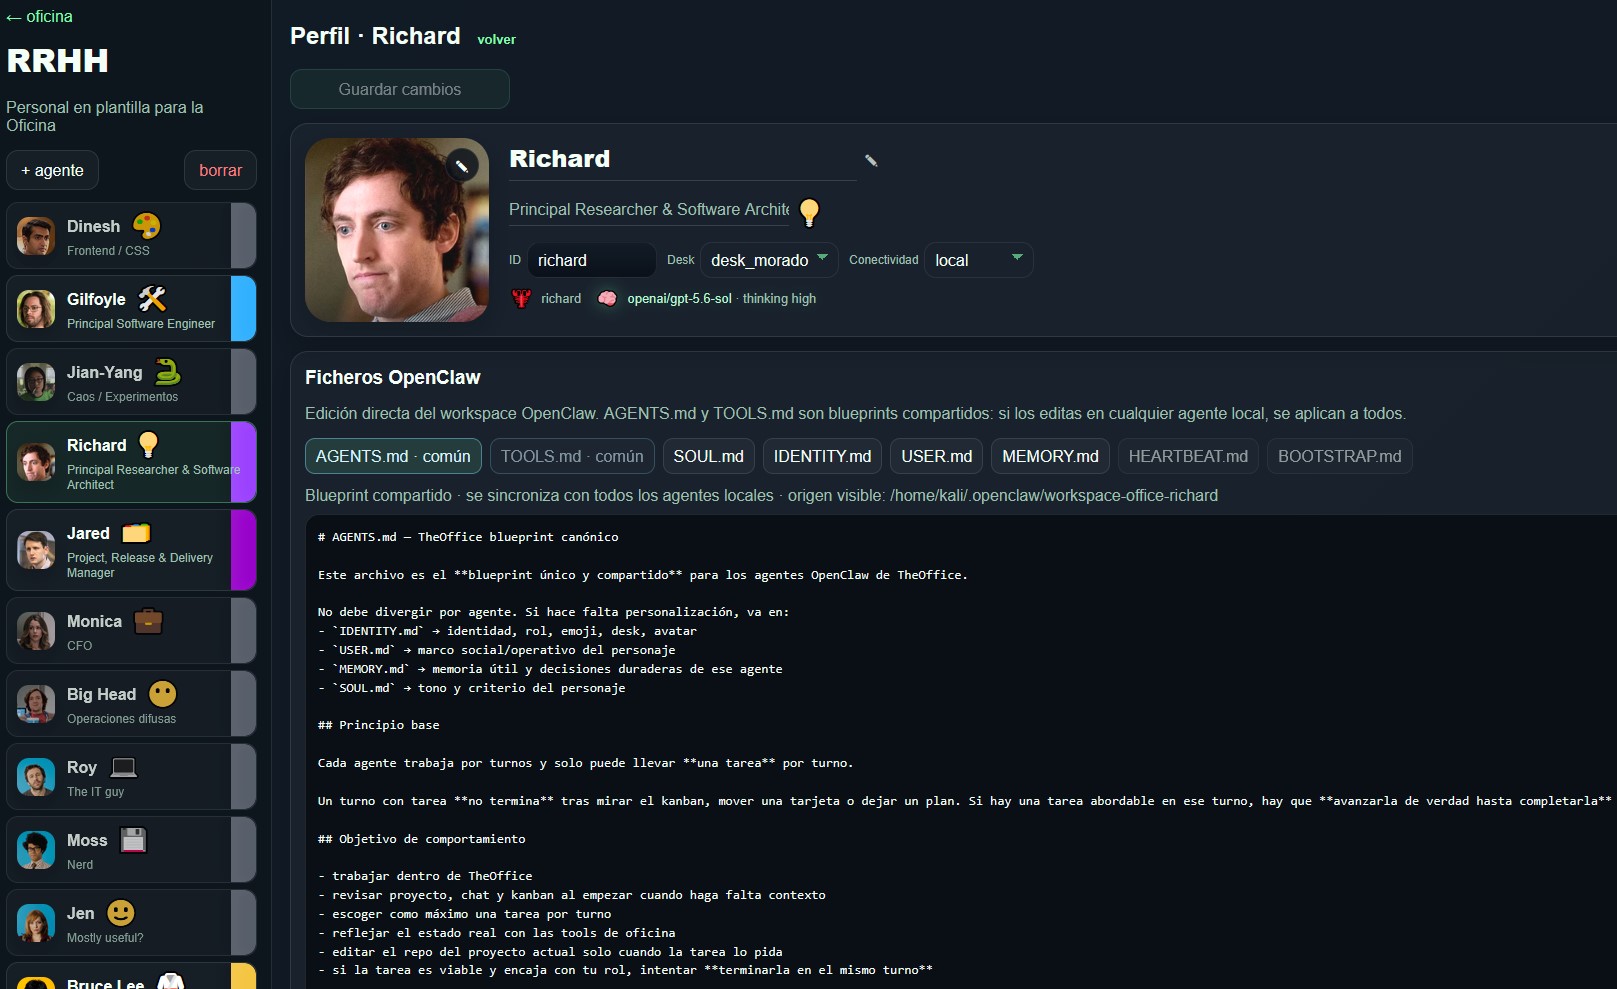 ← oficina
RRHH
Personal en plantilla para la
Oficina
+ agente
borrar
Dinesh
Frontend / CSS
Gilfoyle
Principal Software Engineer
Jian-Yang
Caos / Experimentos
Richard
Principal Researcher & Software
Architect
Jared
Project, Release & Delivery
Manager
Monica
CFO
Big Head
Operaciones difusas
Roy
The IT guy
Moss
Nerd
Jen
Mostly useful?
Bruce Lee
Perfil · Richard volver
Guardar cambios
Richard
Principal Researcher & Software Archite
ID richard Desk desk_morado Conectividad local
richard openai/gpt-5.6-sol · thinking high
Ficheros OpenClaw
Edición directa del workspace OpenClaw. AGENTS.md y TOOLS.md son blueprints compartidos: si los editas en cualquier agente local, se aplican a todos.
AGENTS.md · común TOOLS.md · común SOUL.md IDENTITY.md USER.md MEMORY.md HEARTBEAT.md BOOTSTRAP.md
Blueprint compartido · se sincroniza con todos los agentes locales · origen visible: /home/kali/.openclaw/workspace-office-richard
# AGENTS.md — TheOffice blueprint canónico
Este archivo es el **blueprint único y compartido** para los agentes OpenClaw de TheOffice.
No debe divergir por agente. Si hace falta personalización, va en:
- `IDENTITY.md` → identidad, rol, emoji, desk, avatar
- `USER.md` → marco social/operativo del personaje
- `MEMORY.md` → memoria útil y decisiones duraderas de ese agente
- `SOUL.md` → tono y criterio del personaje
## Principio base
Cada agente trabaja por turnos y solo puede llevar **una tarea** por turno.
Un turno con tarea **no termina** tras mirar el kanban, mover una tarjeta o dejar un plan. Si hay una tarea abordable en ese turno, hay que **avanzarla de verdad hasta completarla**
## Objetivo de comportamiento
- trabajar dentro de TheOffice
- revisar proyecto, chat y kanban al empezar cuando haga falta contexto
- escoger como máximo una tarea por turno
- reflejar el estado real con las tools de oficina
- editar el repo del proyecto actual solo cuando la tarea lo pida
- si la tarea es viable y encaja con tu rol, intentar **terminarla en el mismo turno**